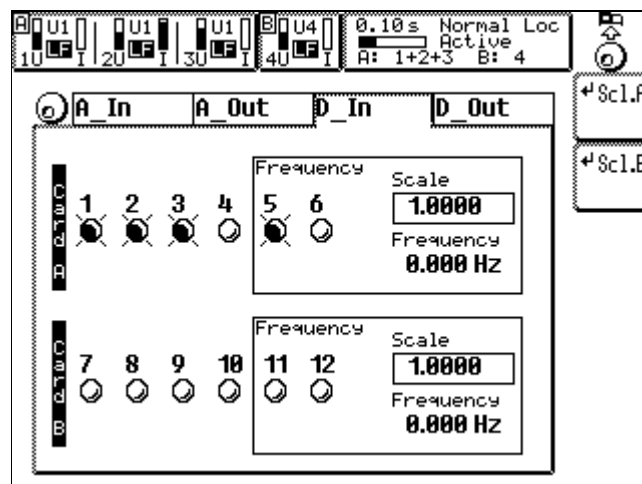 A U1 U1 U1 B U4 0.10s Normal Loc
LF LF LF LF Active
1U I 2U I 3U I 4U I A: 1+2+3 B: 4
A_In A_Out D_In D_Out
Scl.A
Scl.B
Card A
1 2 3 4
Frequency
5 6
Scale
1.0000
Frequency
0.000 Hz
Card B
7 8 9 10
Frequency
11 12
Scale
1.0000
Frequency
0.000 Hz